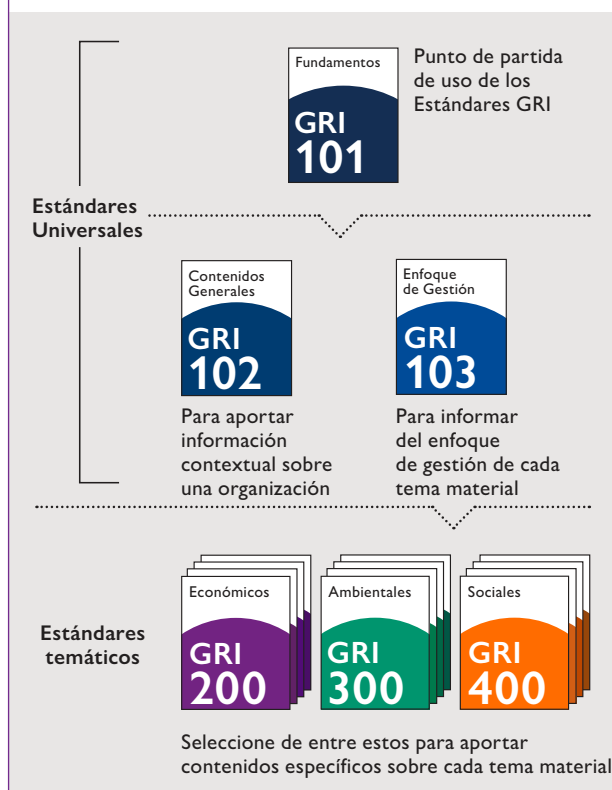 Fundamentos
GRI
101
Punto de partida
de uso de los
Estándares GRI
Estándares
Universales
Contenidos
Generales
GRI
102
Para aportar
información
contextual sobre
una organización
Enfoque
de Gestión
GRI
103
Para informar
del enfoque
de gestión de cada
tema material
Estándares
temáticos
Económicos
GRI
200
Ambientales
GRI
300
Sociales
GRI
400
Seleccione de entre estos para aportar
contenidos específicos sobre cada tema material